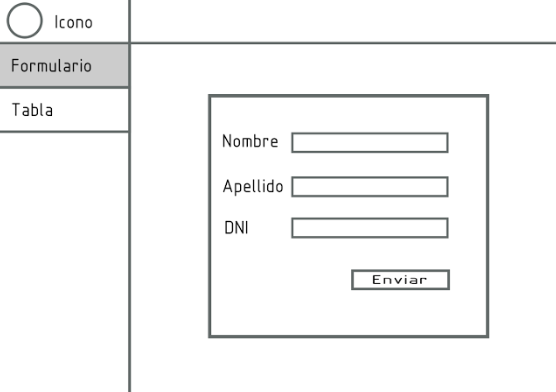 Icono
Formulario
Tabla
Nombre
Apellido
DNI
Enviar